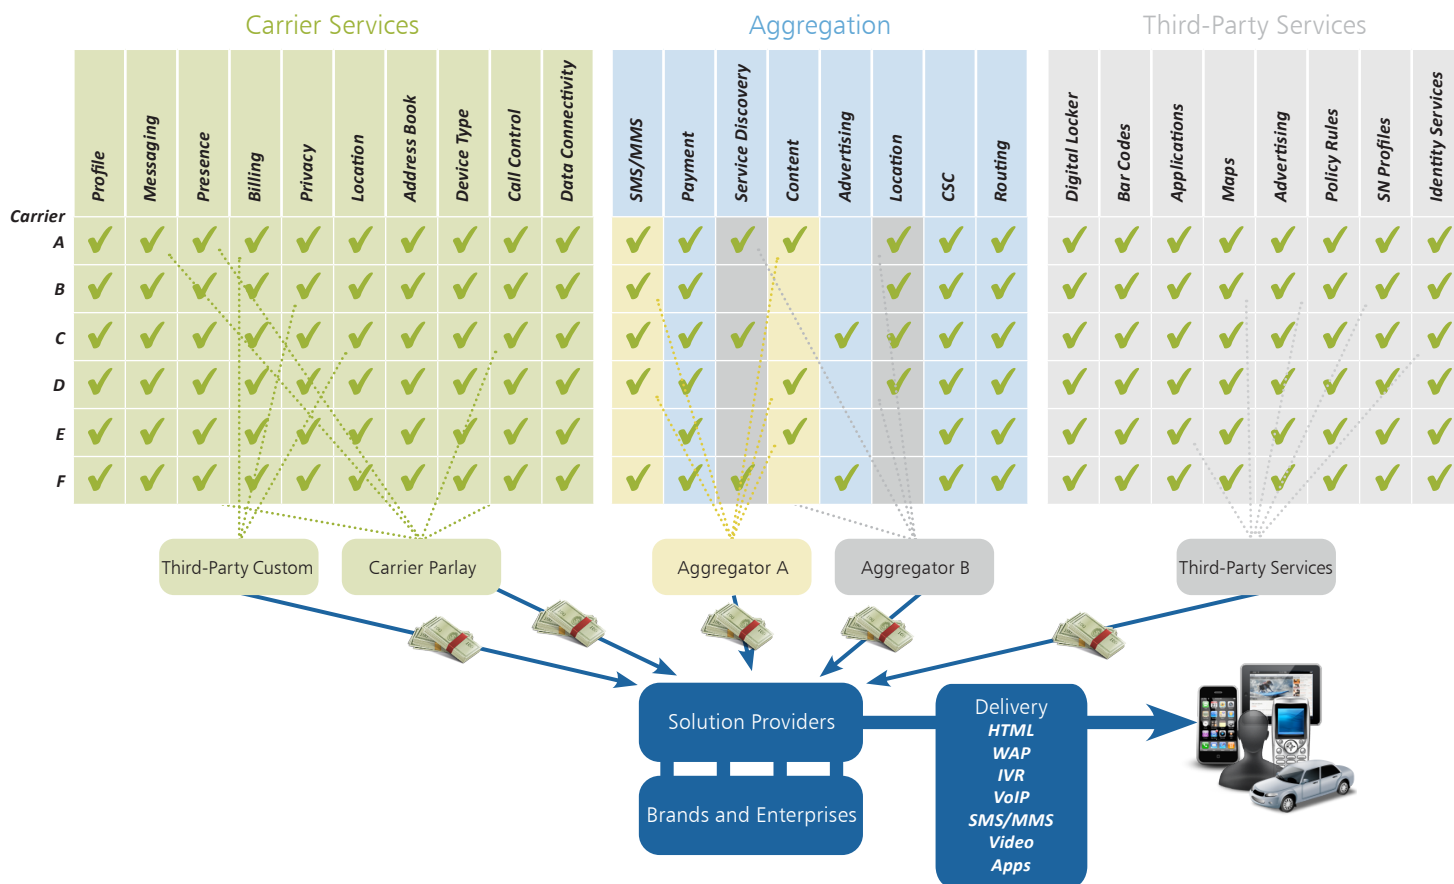 Carrier Services
Aggregation
Third-Party Services
Profile
Messaging
Presence
Billing
Privacy
Location
Address Book
Device Type
Call Control
Data Connectivity
SMS/MMS
Payment
Service Discovery
Content
Advertising
Location
CSC
Routing
Digital Locker
Bar Codes
Applications
Maps
Advertising
Policy Rules
SN Profiles
Identity Services
Carrier
A
B
C
D
E
F
Third-Party Custom
Carrier Parlay
Aggregator A
Aggregator B
Third-Party Services
Solution Providers
Brands and Enterprises
Delivery
HTML
WAP
IVR
VoIP
SMS/MMS
Video
Apps